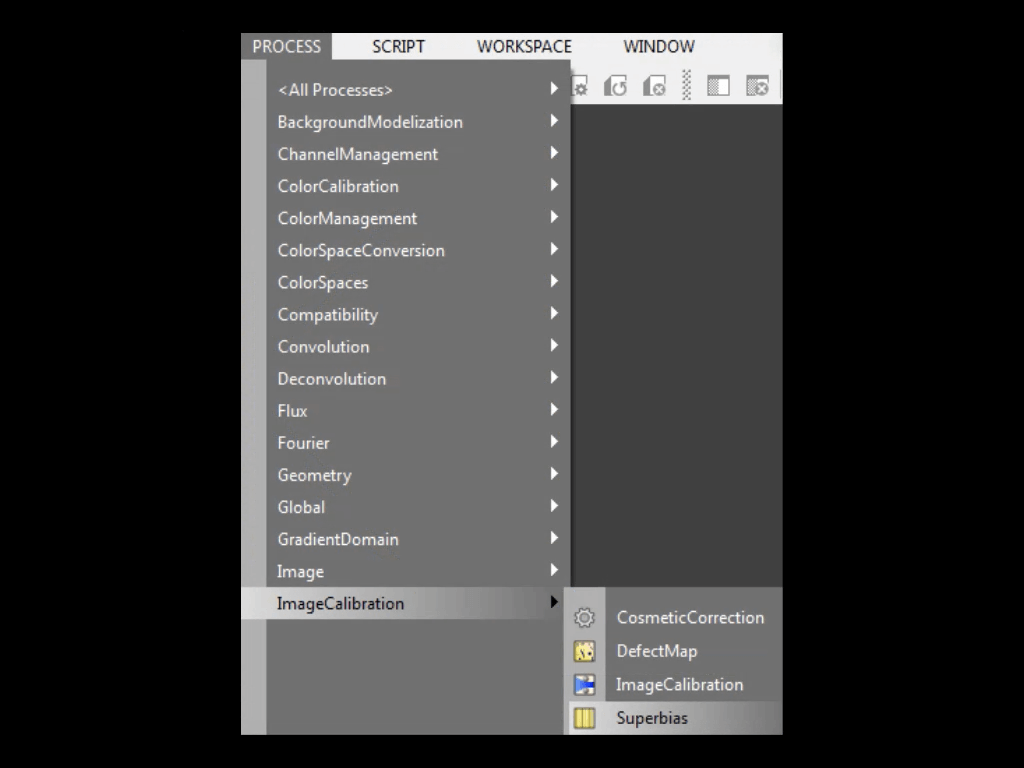 PROCESS SCRIPT WORKSPACE WINDOW
<All Processes>
BackgroundModelization
ChannelManagement
ColorCalibration
ColorManagement
ColorSpaceConversion
ColorSpaces
Compatibility
Convolution
Deconvolution
Flux
Fourier
Geometry
Global
GradientDomain
Image
ImageCalibration
CosmeticCorrection
DefectMap
ImageCalibration
Superbias